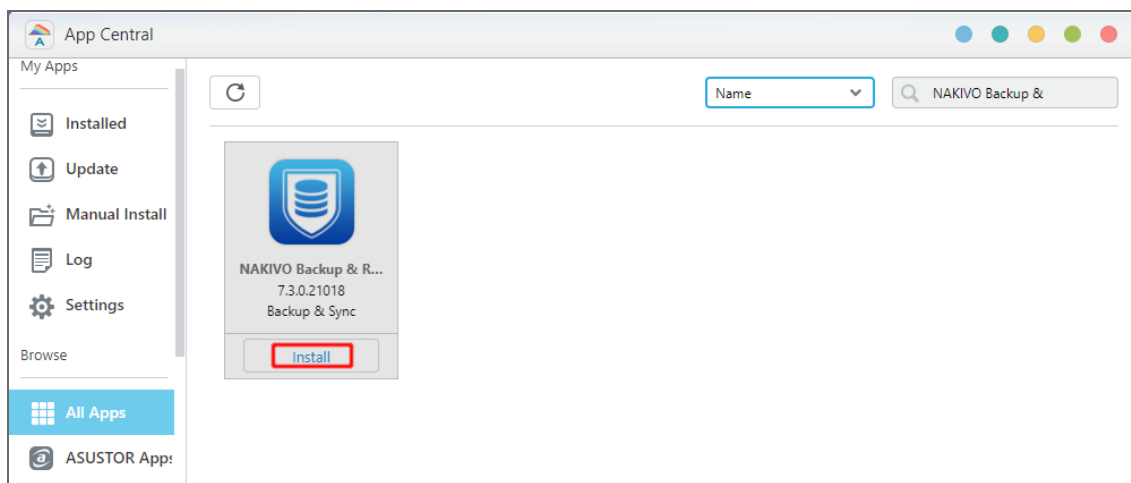 App Central
My Apps
Installed
Update
Manual Install
Log
Settings
Browse
All Apps
ASUSTOR Apps
Name
NAKIVO Backup &
NAKIVO Backup & R...
7.3.0.21018
Backup & Sync
Install